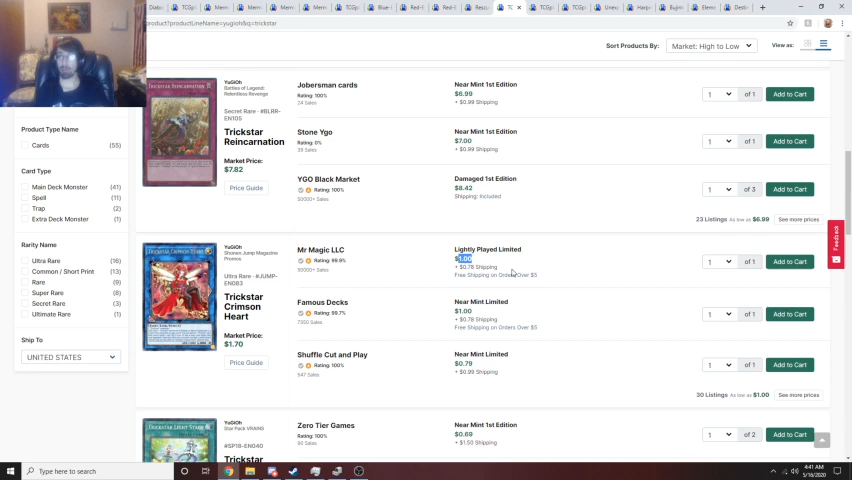 product?productLineName=yugioh&q=trickstar
Sort Products By:
Market: High to Low
View as:
Product Type Name
Cards
(55)
Card Type
Main Deck Monster
(41)
Spell
(11)
Trap
(2)
Extra Deck Monster
(1)
Rarity Name
Ultra Rare
(16)
Common / Short Print
(13)
Rare
(9)
Super Rare
(8)
Secret Rare
(3)
Ultimate Rare
(1)
Ship To
UNITED STATES
TRICKSTAR REINCARNATION
YuGiOh
Battles of Legend:
Relentless Revenge
Secret Rare · #BLRR-
EN105
Trickstar
Reincarnation
Market Price:
$7.82
Price Guide
Jobersman cards
Rating: 100%
24 Sales
Near Mint 1st Edition
$6.99
+ $0.99 Shipping
1
of 1
Add to Cart
Stone Ygo
Rating: 0%
39 Sales
Near Mint 1st Edition
$7.00
+ $0.99 Shipping
1
of 1
Add to Cart
YGO Black Market
Rating: 100%
50000+ Sales
Damaged 1st Edition
$8.42
Shipping: Included
1
of 3
Add to Cart
23 Listings As low as $6.99
See more prices
TRICKSTAR CRIMSON HEART
YuGiOh
Shonen Jump Magazine
Promos
Ultra Rare · #JUMP-
EN083
Trickstar
Crimson
Heart
Market Price:
$1.70
Price Guide
Mr Magic LLC
Rating: 99.9%
50000+ Sales
Lightly Played Limited
$1.00
+ $0.78 Shipping
Free Shipping on Orders Over $5
1
of 1
Add to Cart
Famous Decks
Rating: 99.7%
7350 Sales
Near Mint Limited
$1.00
+ $0.78 Shipping
Free Shipping on Orders Over $5
1
of 1
Add to Cart
Shuffle Cut and Play
Rating: 100%
547 Sales
Near Mint Limited
$0.79
+ $0.99 Shipping
1
of 1
Add to Cart
30 Listings As low as $1.00
See more prices
TRICKSTAR LIGHT STAGE
YuGiOh
Star Pack VRAINS
#SP18-EN040
Trickstar
Zero Tier Games
Rating: 100%
Near Mint 1st Edition
$0.69
+ $1.50 Shipping
1
of 2
Add to Cart
Feedback
Type here to search
4:41 AM
5/16/2020